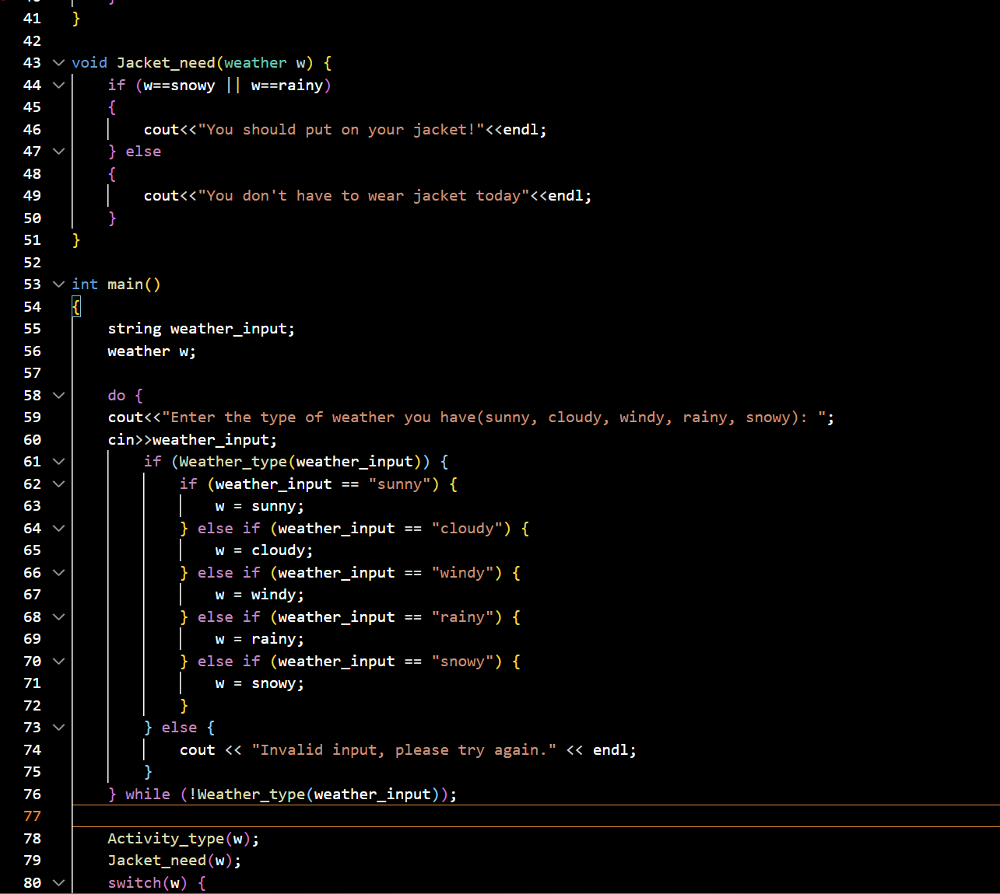 41 }
42
43 void Jacket_need(weather w) {
44 if (w==snowy || w==rainy)
45 {
46 cout<<"You should put on your jacket!"<<endl;
47 } else
48 {
49 cout<<"You don't have to wear jacket today"<<endl;
50 }
51 }
52
53 int main()
54 {
55 string weather_input;
56 weather w;
57
58 do {
59 cout<<"Enter the type of weather you have(sunny, cloudy, windy, rainy, snowy): ";
60 cin>>weather_input;
61 if (Weather_type(weather_input)) {
62 if (weather_input == "sunny") {
63 w = sunny;
64 } else if (weather_input == "cloudy") {
65 w = cloudy;
66 } else if (weather_input == "windy") {
67 w = windy;
68 } else if (weather_input == "rainy") {
69 w = rainy;
70 } else if (weather_input == "snowy") {
71 w = snowy;
72 }
73 } else {
74 cout << "Invalid input, please try again." << endl;
75 }
76 } while (!Weather_type(weather_input));
77
78 Activity_type(w);
79 Jacket_need(w);
80 switch(w) {